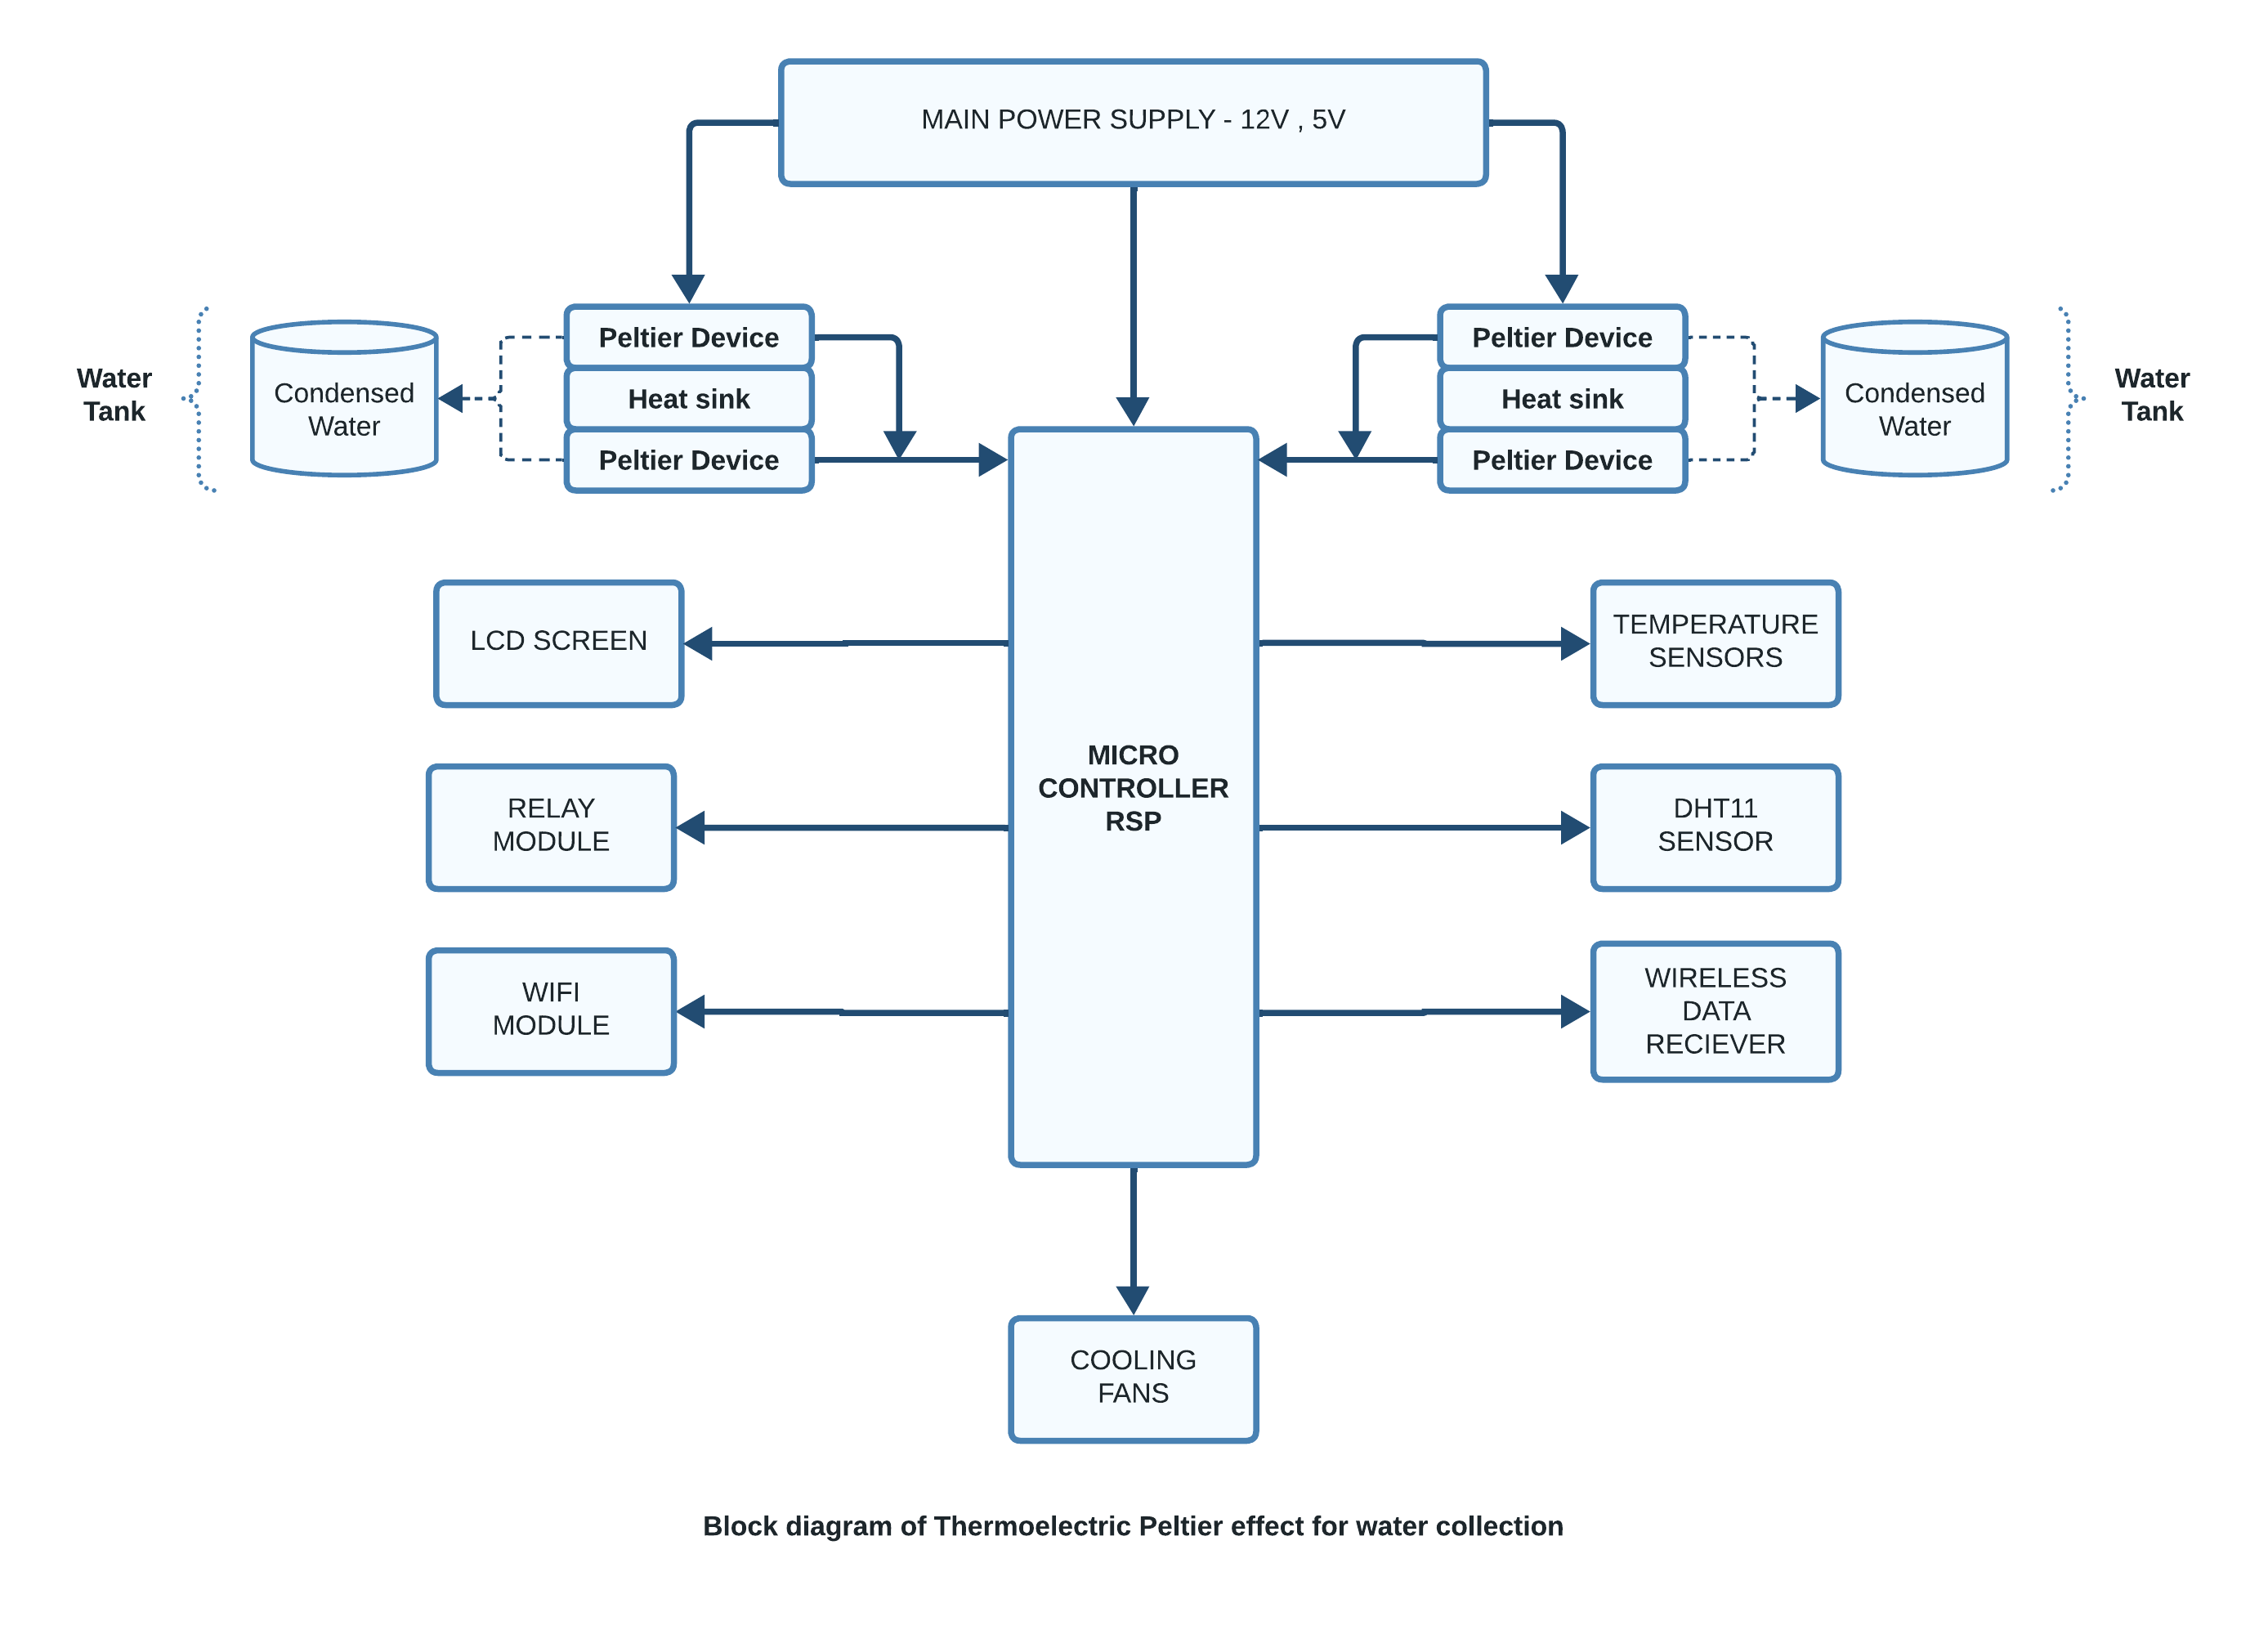 MAIN POWER SUPPLY - 12V , 5V
Water
Tank
Condensed
Water
Peltier Device
Heat sink
Peltier Device
Peltier Device
Heat sink
Peltier Device
Condensed
Water
Water
Tank
LCD SCREEN
TEMPERATURE
SENSORS
MICRO
CONTROLLER
RSP
RELAY
MODULE
DHT11
SENSOR
WIFI
MODULE
WIRELESS
DATA
RECIEVER
COOLING
FANS
Block diagram of Thermoelectric Peltier effect for water collection